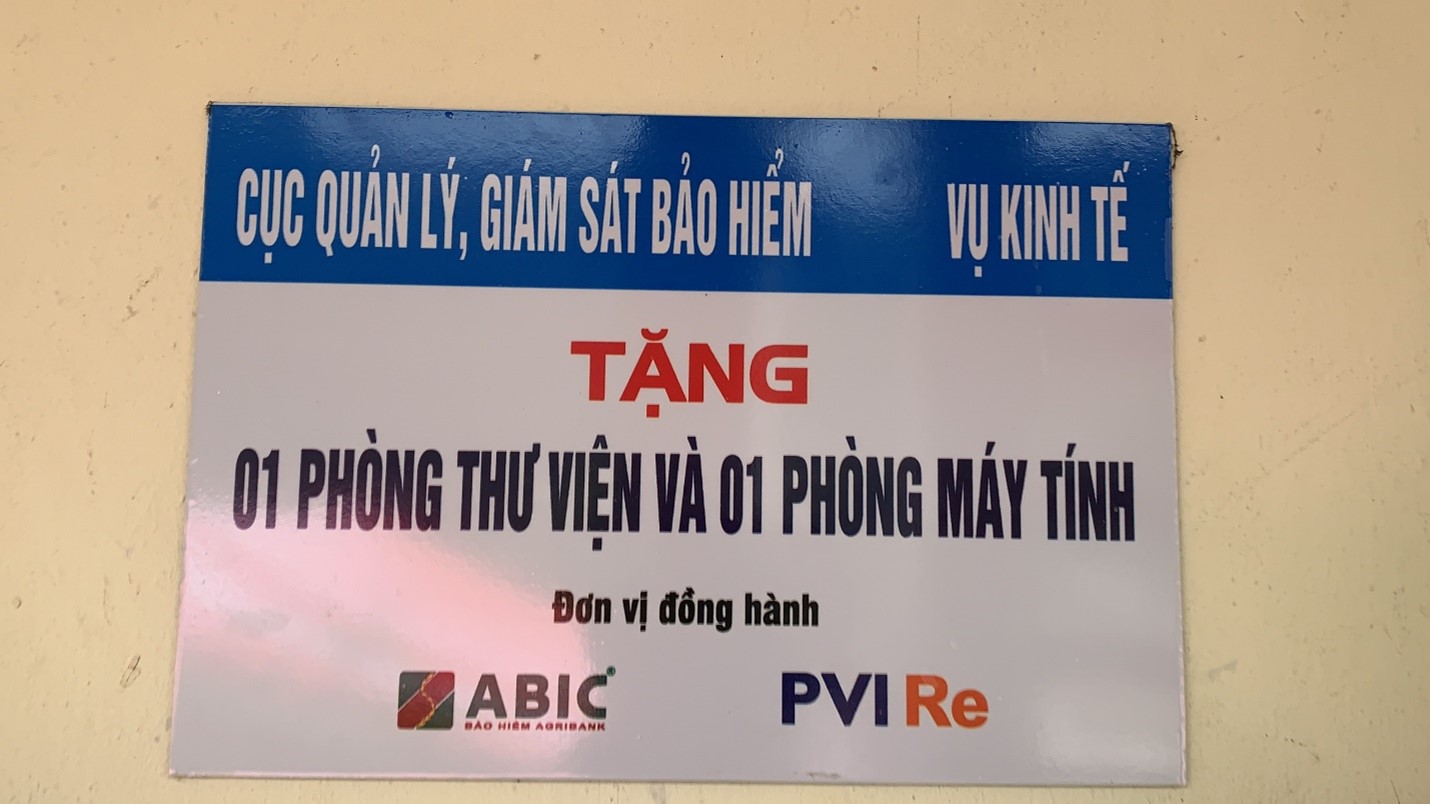 CỤC QUẢN LÝ, GIÁM SÁT BẢO HIỂM VỤ KINH TẾ
TẶNG
01 PHÒNG THƯ VIỆN VÀ 01 PHÒNG MÁY TÍNH
Đơn vị đồng hành
ABIC PVI Re
BẢO HIỂM AGRIBANK